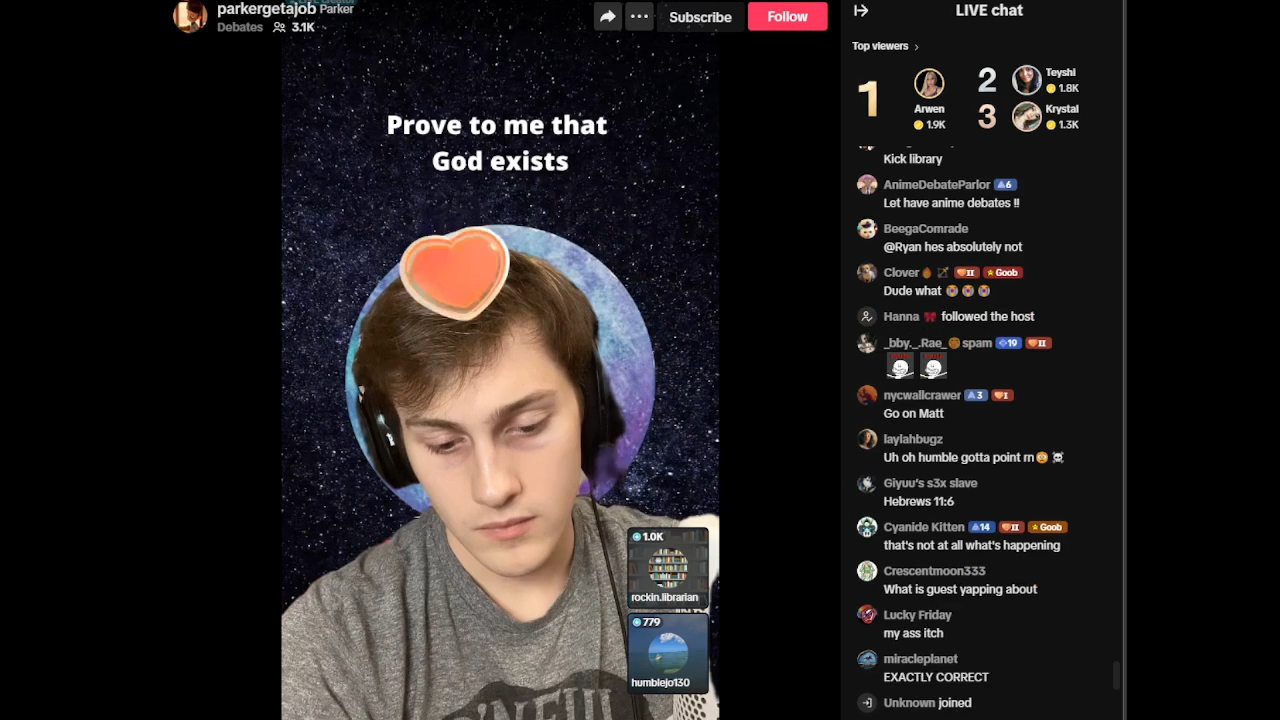 parkergetajob Parker
Debates 3.1K
Subscribe
Follow
Prove to me that
God exists
1.0K
rockin.librarian
779
humblejo130
LIVE chat
Top viewers
1
Arwen
1.9K
2
Teyshi
1.8K
3
Krystal
1.3K
Kick library
AnimeDebateParlor 6
Let have anime debates !!
BeegaComrade
@Ryan hes absolutely not
Clover II Goob
Dude what
Hanna followed the host
_bby._.Rae_ spam 19 II
nycwallcrawer 3 I
Go on Matt
laylahbugz
Uh oh humble gotta point rn
Giyuu's s3x slave
Hebrews 11:6
Cyanide Kitten 14 II Goob
that's not at all what's happening
Crescentmoon333
What is guest yapping about
Lucky Friday
my ass itch
miracleplanet
EXACTLY CORRECT
Unknown joined